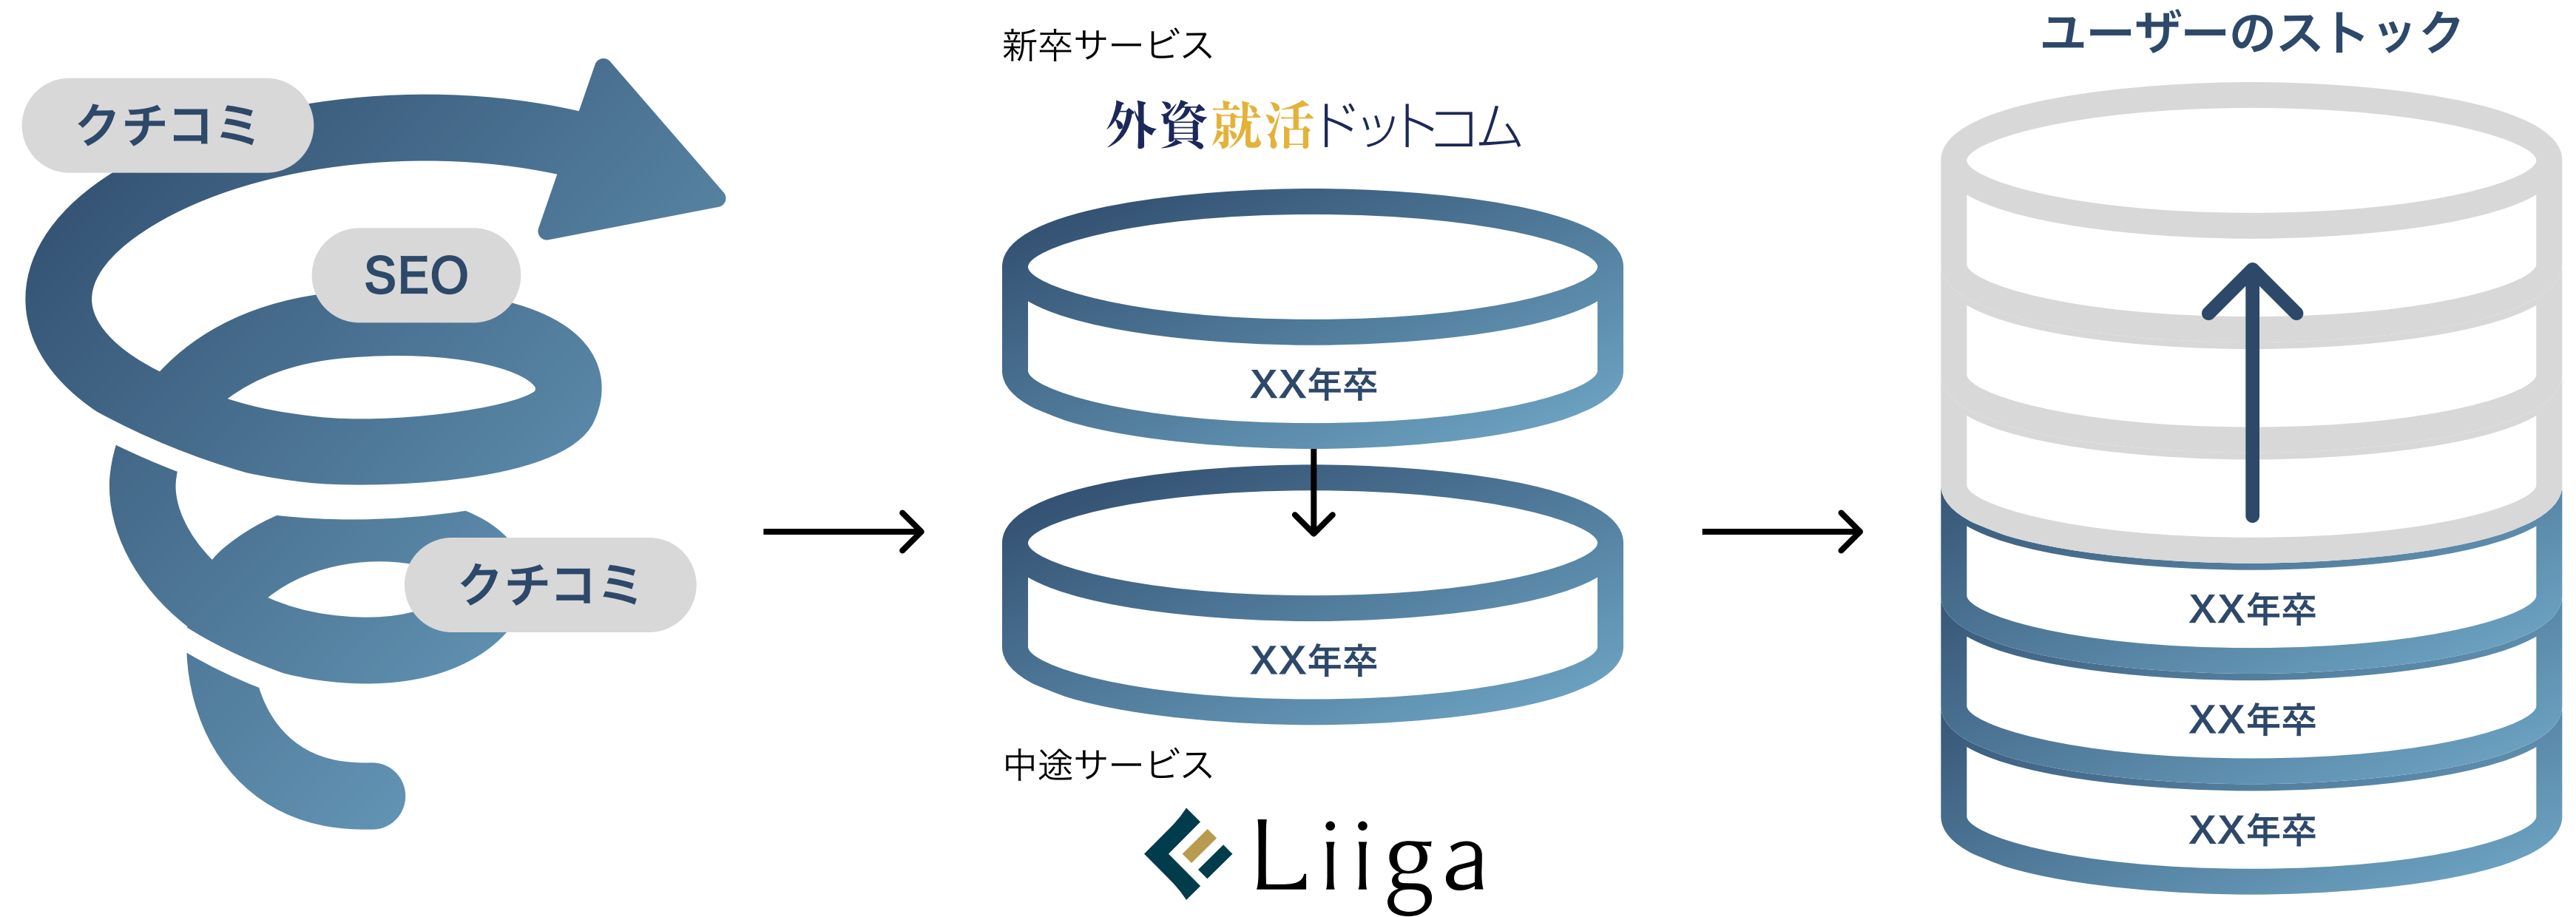 クチコミ
SEO
クチコミ
新卒サービス
外資就活ドットコム
XX年卒
XX年卒
中途サービス
Liiga
ユーザーのストック
XX年卒
XX年卒
XX年卒